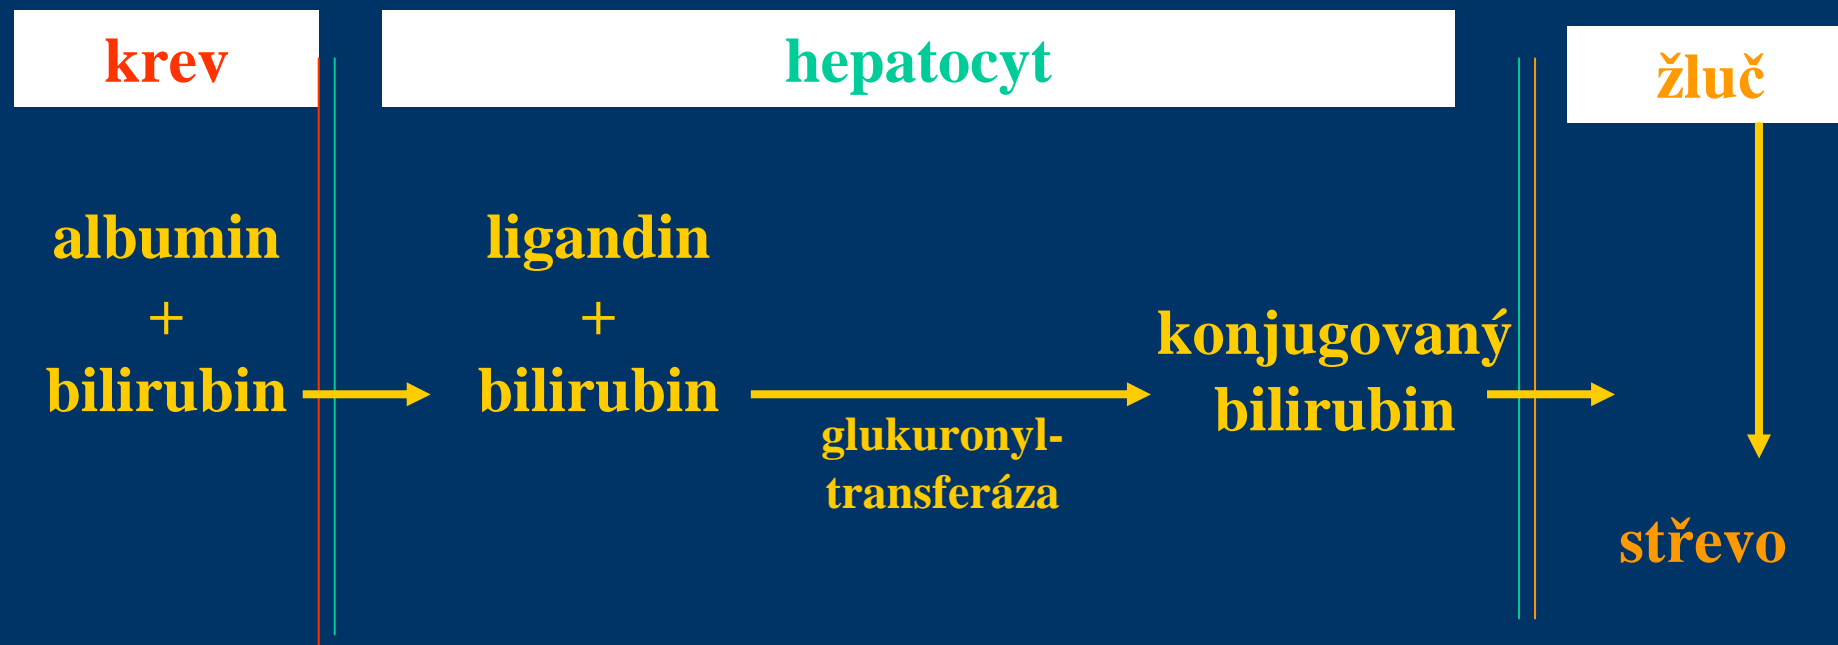 krev
hepatocyt
žluč
albumin
+
bilirubin
ligandin
+
bilirubin
glukuronyl-
transferáza
konjugovaný
bilirubin
střevo